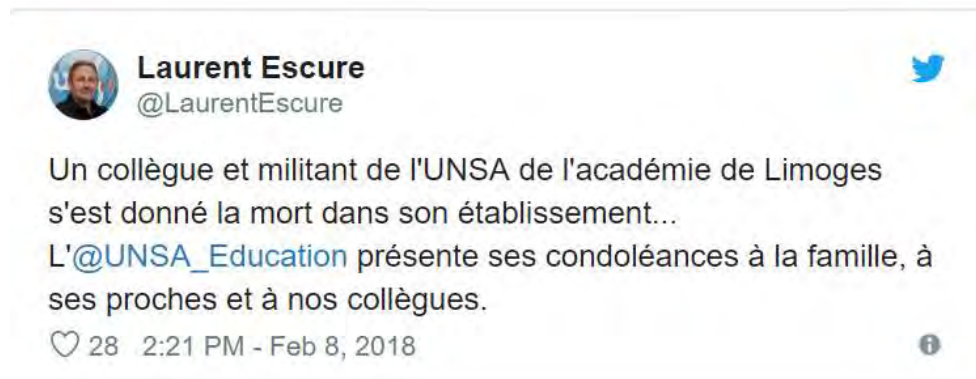 Laurent Escure
@LaurentEscure
Un collègue et militant de l'UNSA de l'académie de Limoges
s'est donné la mort dans son établissement...
L'@UNSA_Education présente ses condoléances à la famille, à
ses proches et à nos collègues.
28 2:21 PM - Feb 8, 2018